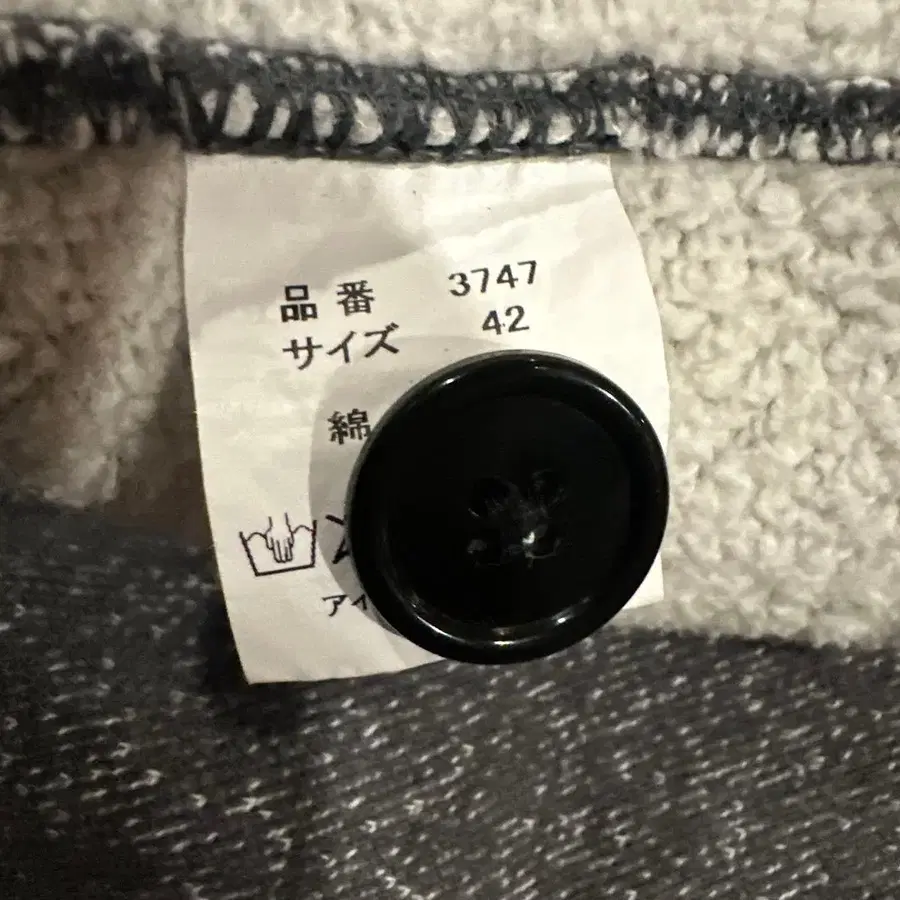 品番 3747
サイズ 42
綿
アイ